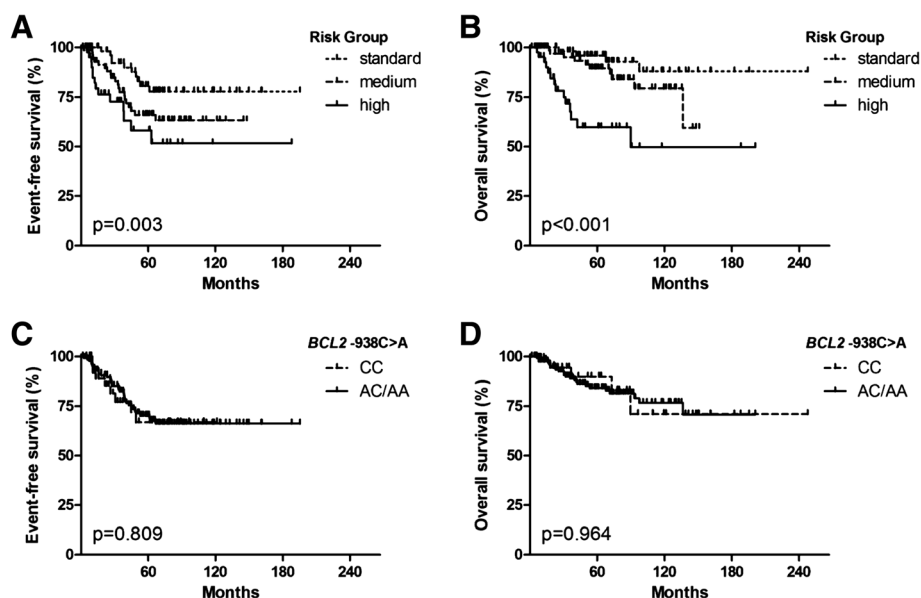 A
Event-free survival (%)
100
75
50
25
0
60 120 180 240
Months
p=0.003
Risk Group
standard
medium
high
B
Overall survival (%)
100
75
50
25
0
60 120 180 240
Months
p<0.001
Risk Group
standard
medium
high
C
Event-free survival (%)
100
75
50
25
0
60 120 180 240
Months
p=0.809
BCL2 -938C>A
CC
AC/AA
D
Overall survival (%)
100
75
50
25
0
60 120 180 240
Months
p=0.964
BCL2 -938C>A
CC
AC/AA